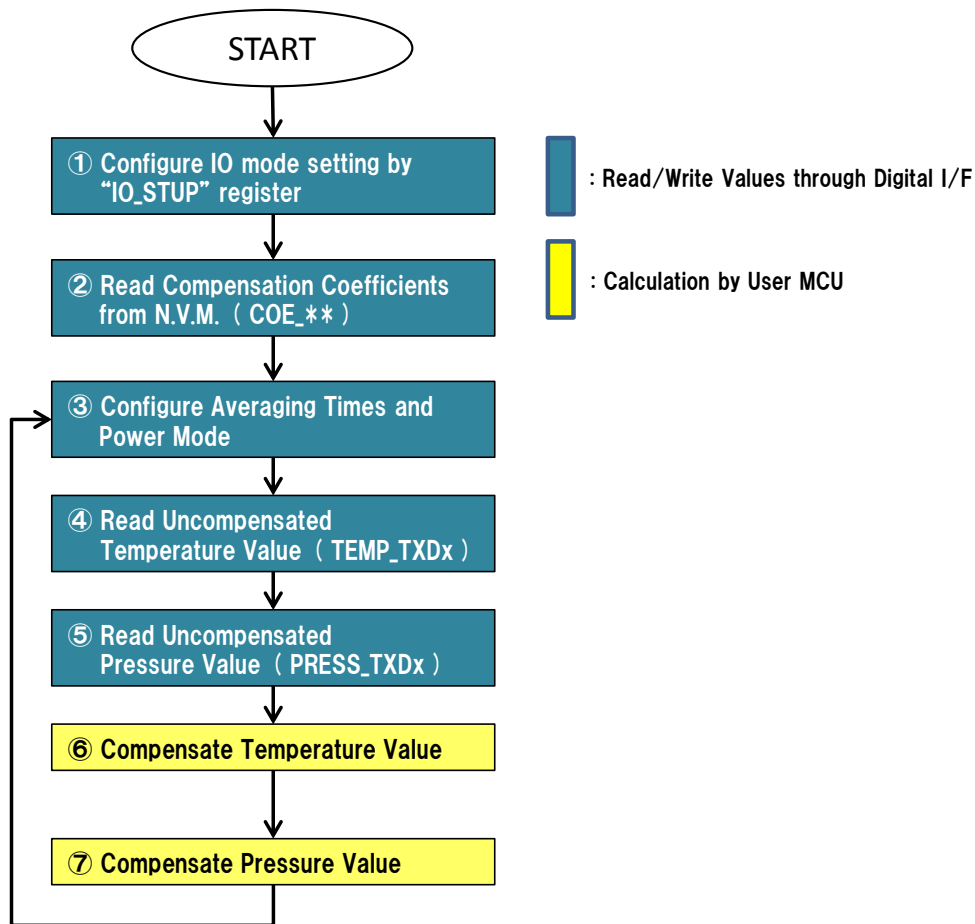 START
① Configure IO mode setting by
“IO_STUP” register
② Read Compensation Coefficients
from N.V.M. ( COE_** )
③ Configure Averaging Times and
Power Mode
④ Read Uncompensated
Temperature Value ( TEMP_TXDx )
⑤ Read Uncompensated
Pressure Value ( PRESS_TXDx )
⑥ Compensate Temperature Value
⑦ Compensate Pressure Value
: Read/Write Values through Digital I/F
: Calculation by User MCU